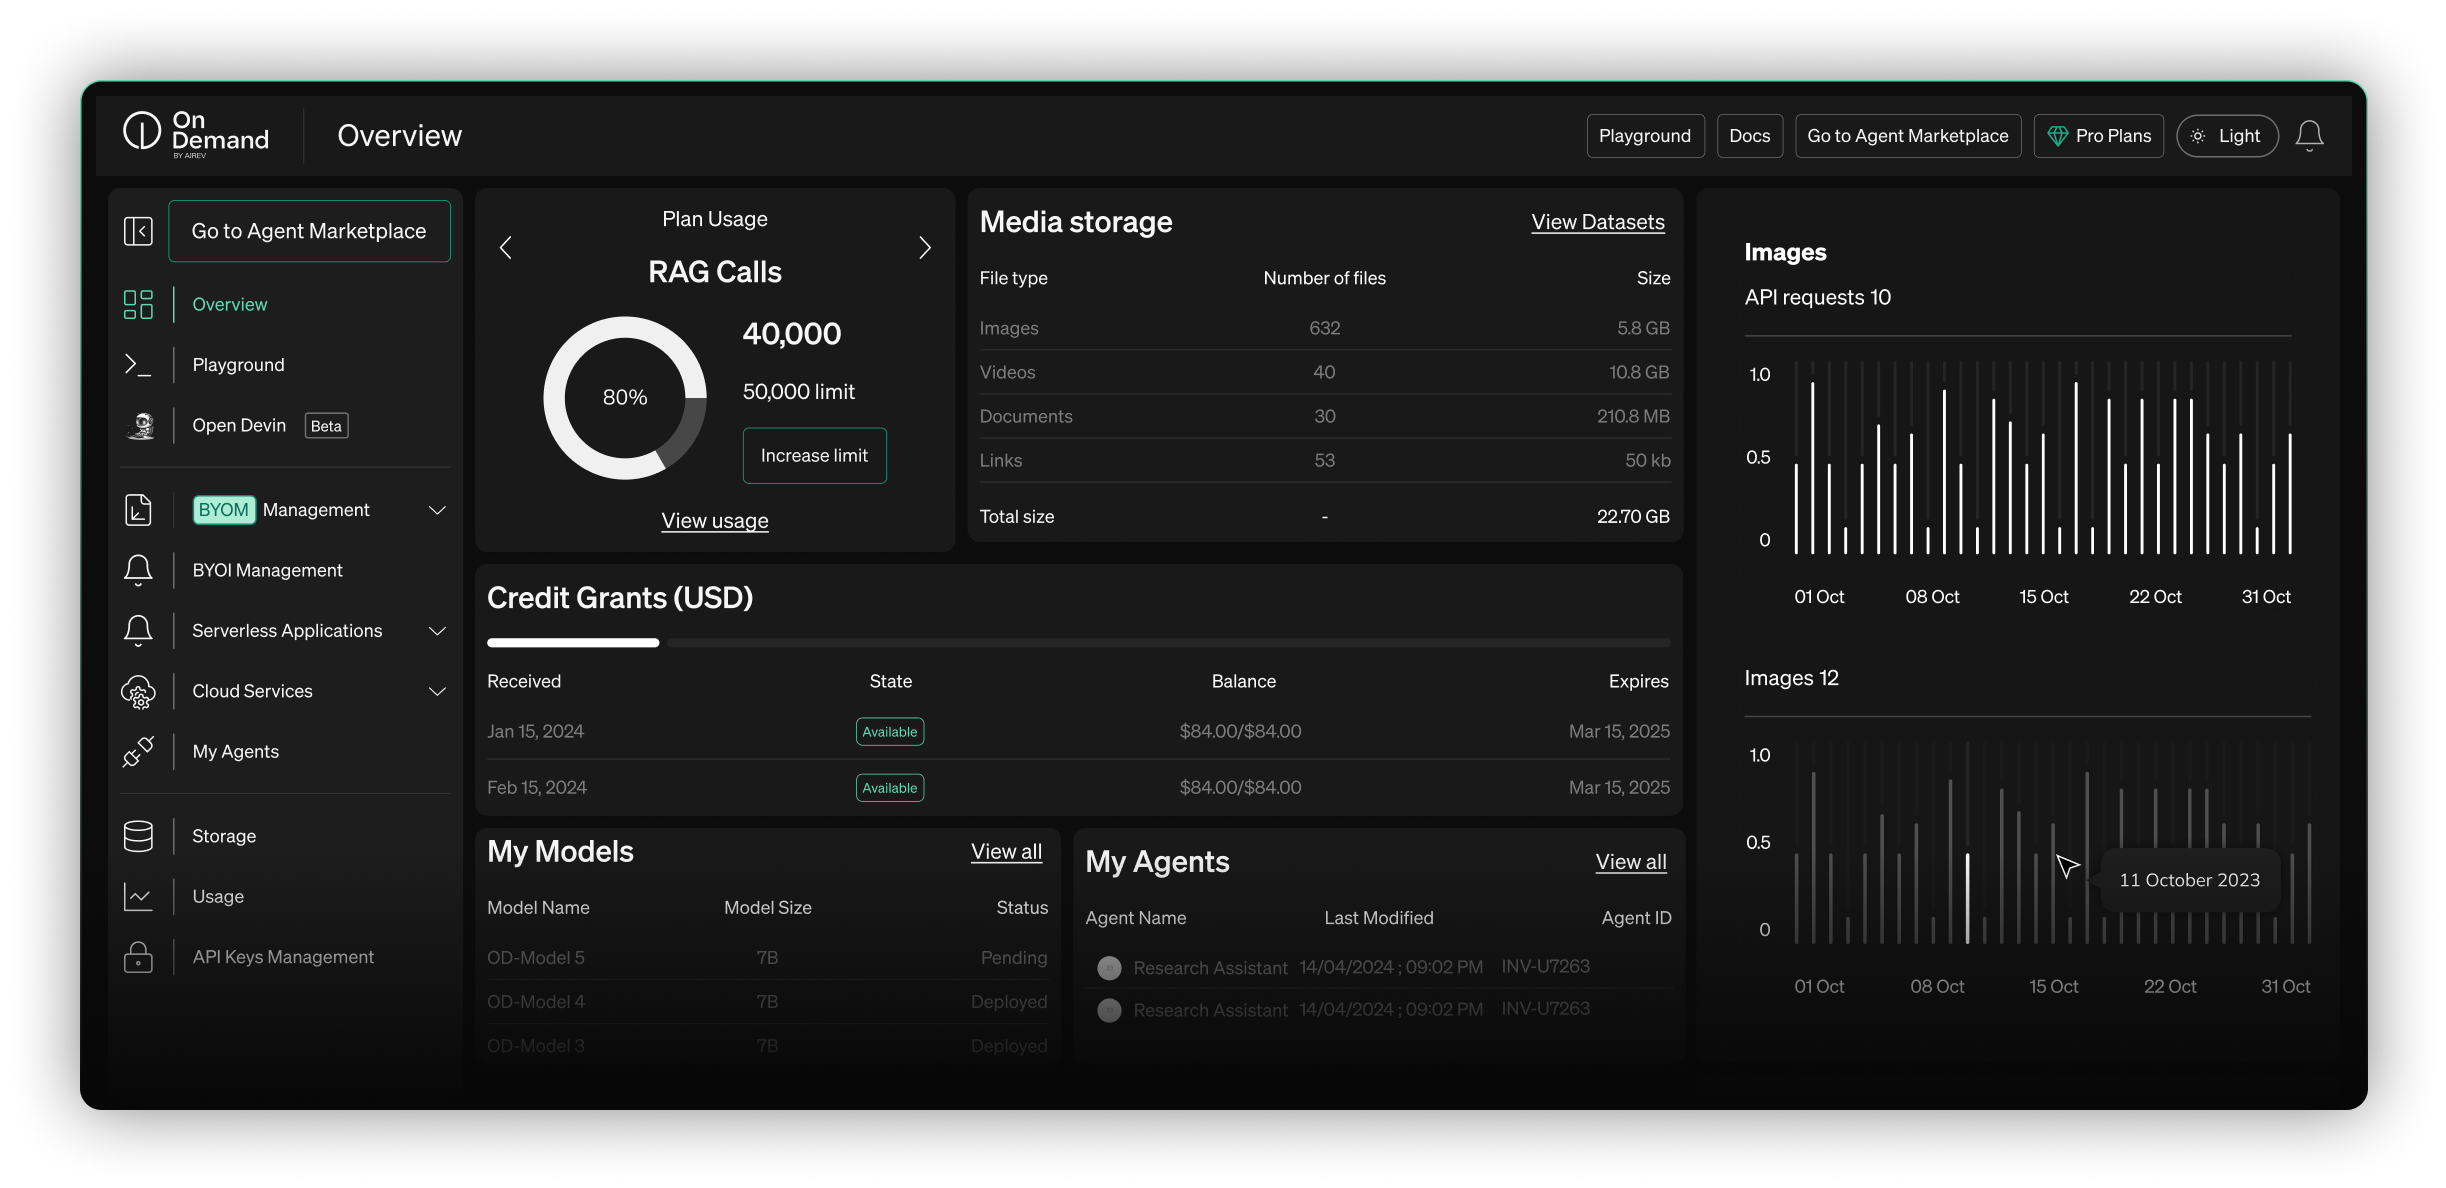 On
Demand
BY AIREV
Overview
Playground
Docs
Go to Agent Marketplace
Pro Plans
Light
Go to Agent Marketplace
Overview
Playground
Open Devin Beta
BYOM Management
BYOI Management
Serverless Applications
Cloud Services
My Agents
Storage
Usage
API Keys Management
Plan Usage
RAG Calls
80%
40,000
50,000 limit
Increase limit
View usage
Media storage View Datasets
File type Number of files Size
Images 632 5.8 GB
Videos 40 10.8 GB
Documents 30 210.8 MB
Links 53 50 kb
Total size - 22.70 GB
Credit Grants (USD)
Received State Balance Expires
Jan 15, 2024 Available $84.00/$84.00 Mar 15, 2025
Feb 15, 2024 Available $84.00/$84.00 Mar 15, 2025
My Models View all
Model Name Model Size Status
OD-Model 5 7B Pending
OD-Model 4 7B Deployed
OD-Model 3 7B Deployed
My Agents View all
Agent Name Last Modified Agent ID
Research Assistant 14/04/2024 ; 09:02 PM INV-U7263
Research Assistant 14/04/2024 ; 09:02 PM INV-U7263
Images
API requests 10
1.0
0.5
0
01 Oct 08 Oct 15 Oct 22 Oct 31 Oct
Images 12
1.0
0.5
11 October 2023
0
01 Oct 08 Oct 15 Oct 22 Oct 31 Oct